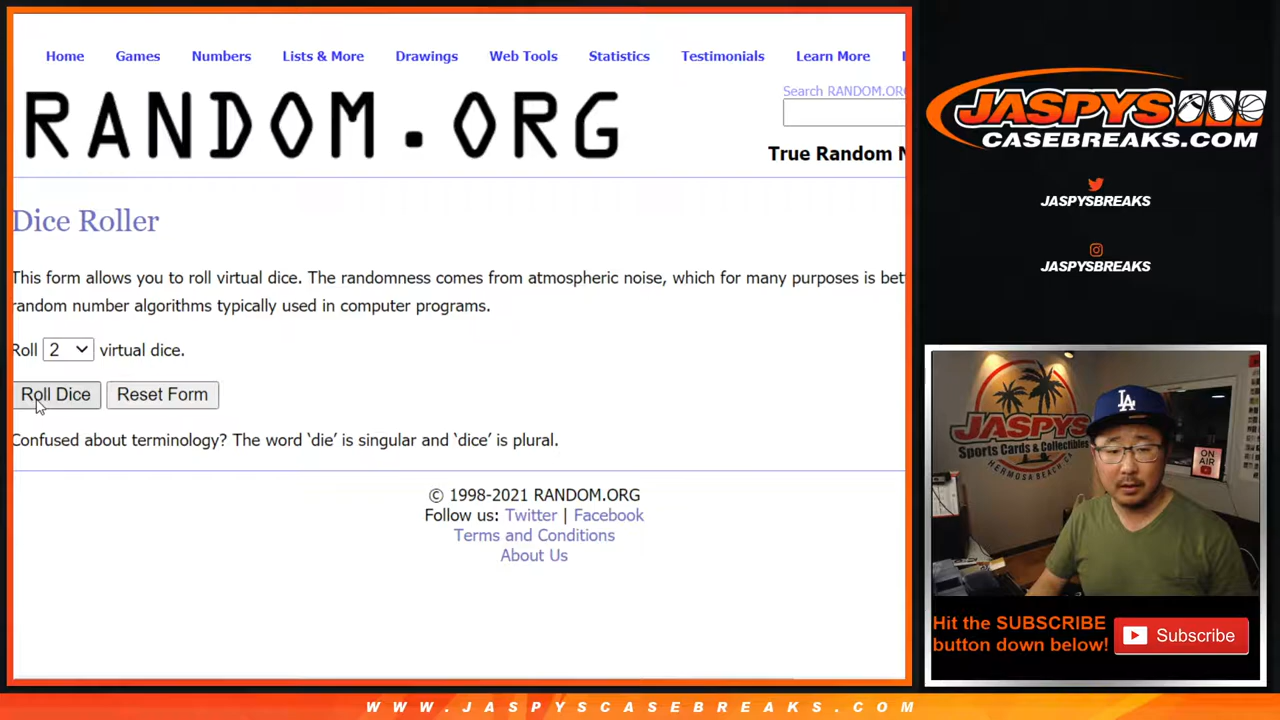 Home Games Numbers Lists & More Drawings Web Tools Statistics Testimonials Learn More
Search RANDOM.ORG
RANDOM.ORG
True Random N
Dice Roller
This form allows you to roll virtual dice. The randomness comes from atmospheric noise, which for many purposes is bet
random number algorithms typically used in computer programs.
Roll 2 virtual dice.
Roll Dice Reset Form
Confused about terminology? The word ‘die’ is singular and ‘dice’ is plural.
© 1998-2021 RANDOM.ORG
Follow us: Twitter | Facebook
Terms and Conditions
About Us
JASPYS
CASEBREAKS.COM
JASPYSBREAKS
JASPYSBREAKS
JASPYS
Sports Cards & Collectibles
HERMOSA BEACH CA
LA
ON AIR
Hit the SUBSCRIBE
button down below!
Subscribe
WWW.JASPYSCASEBREAKS.COM